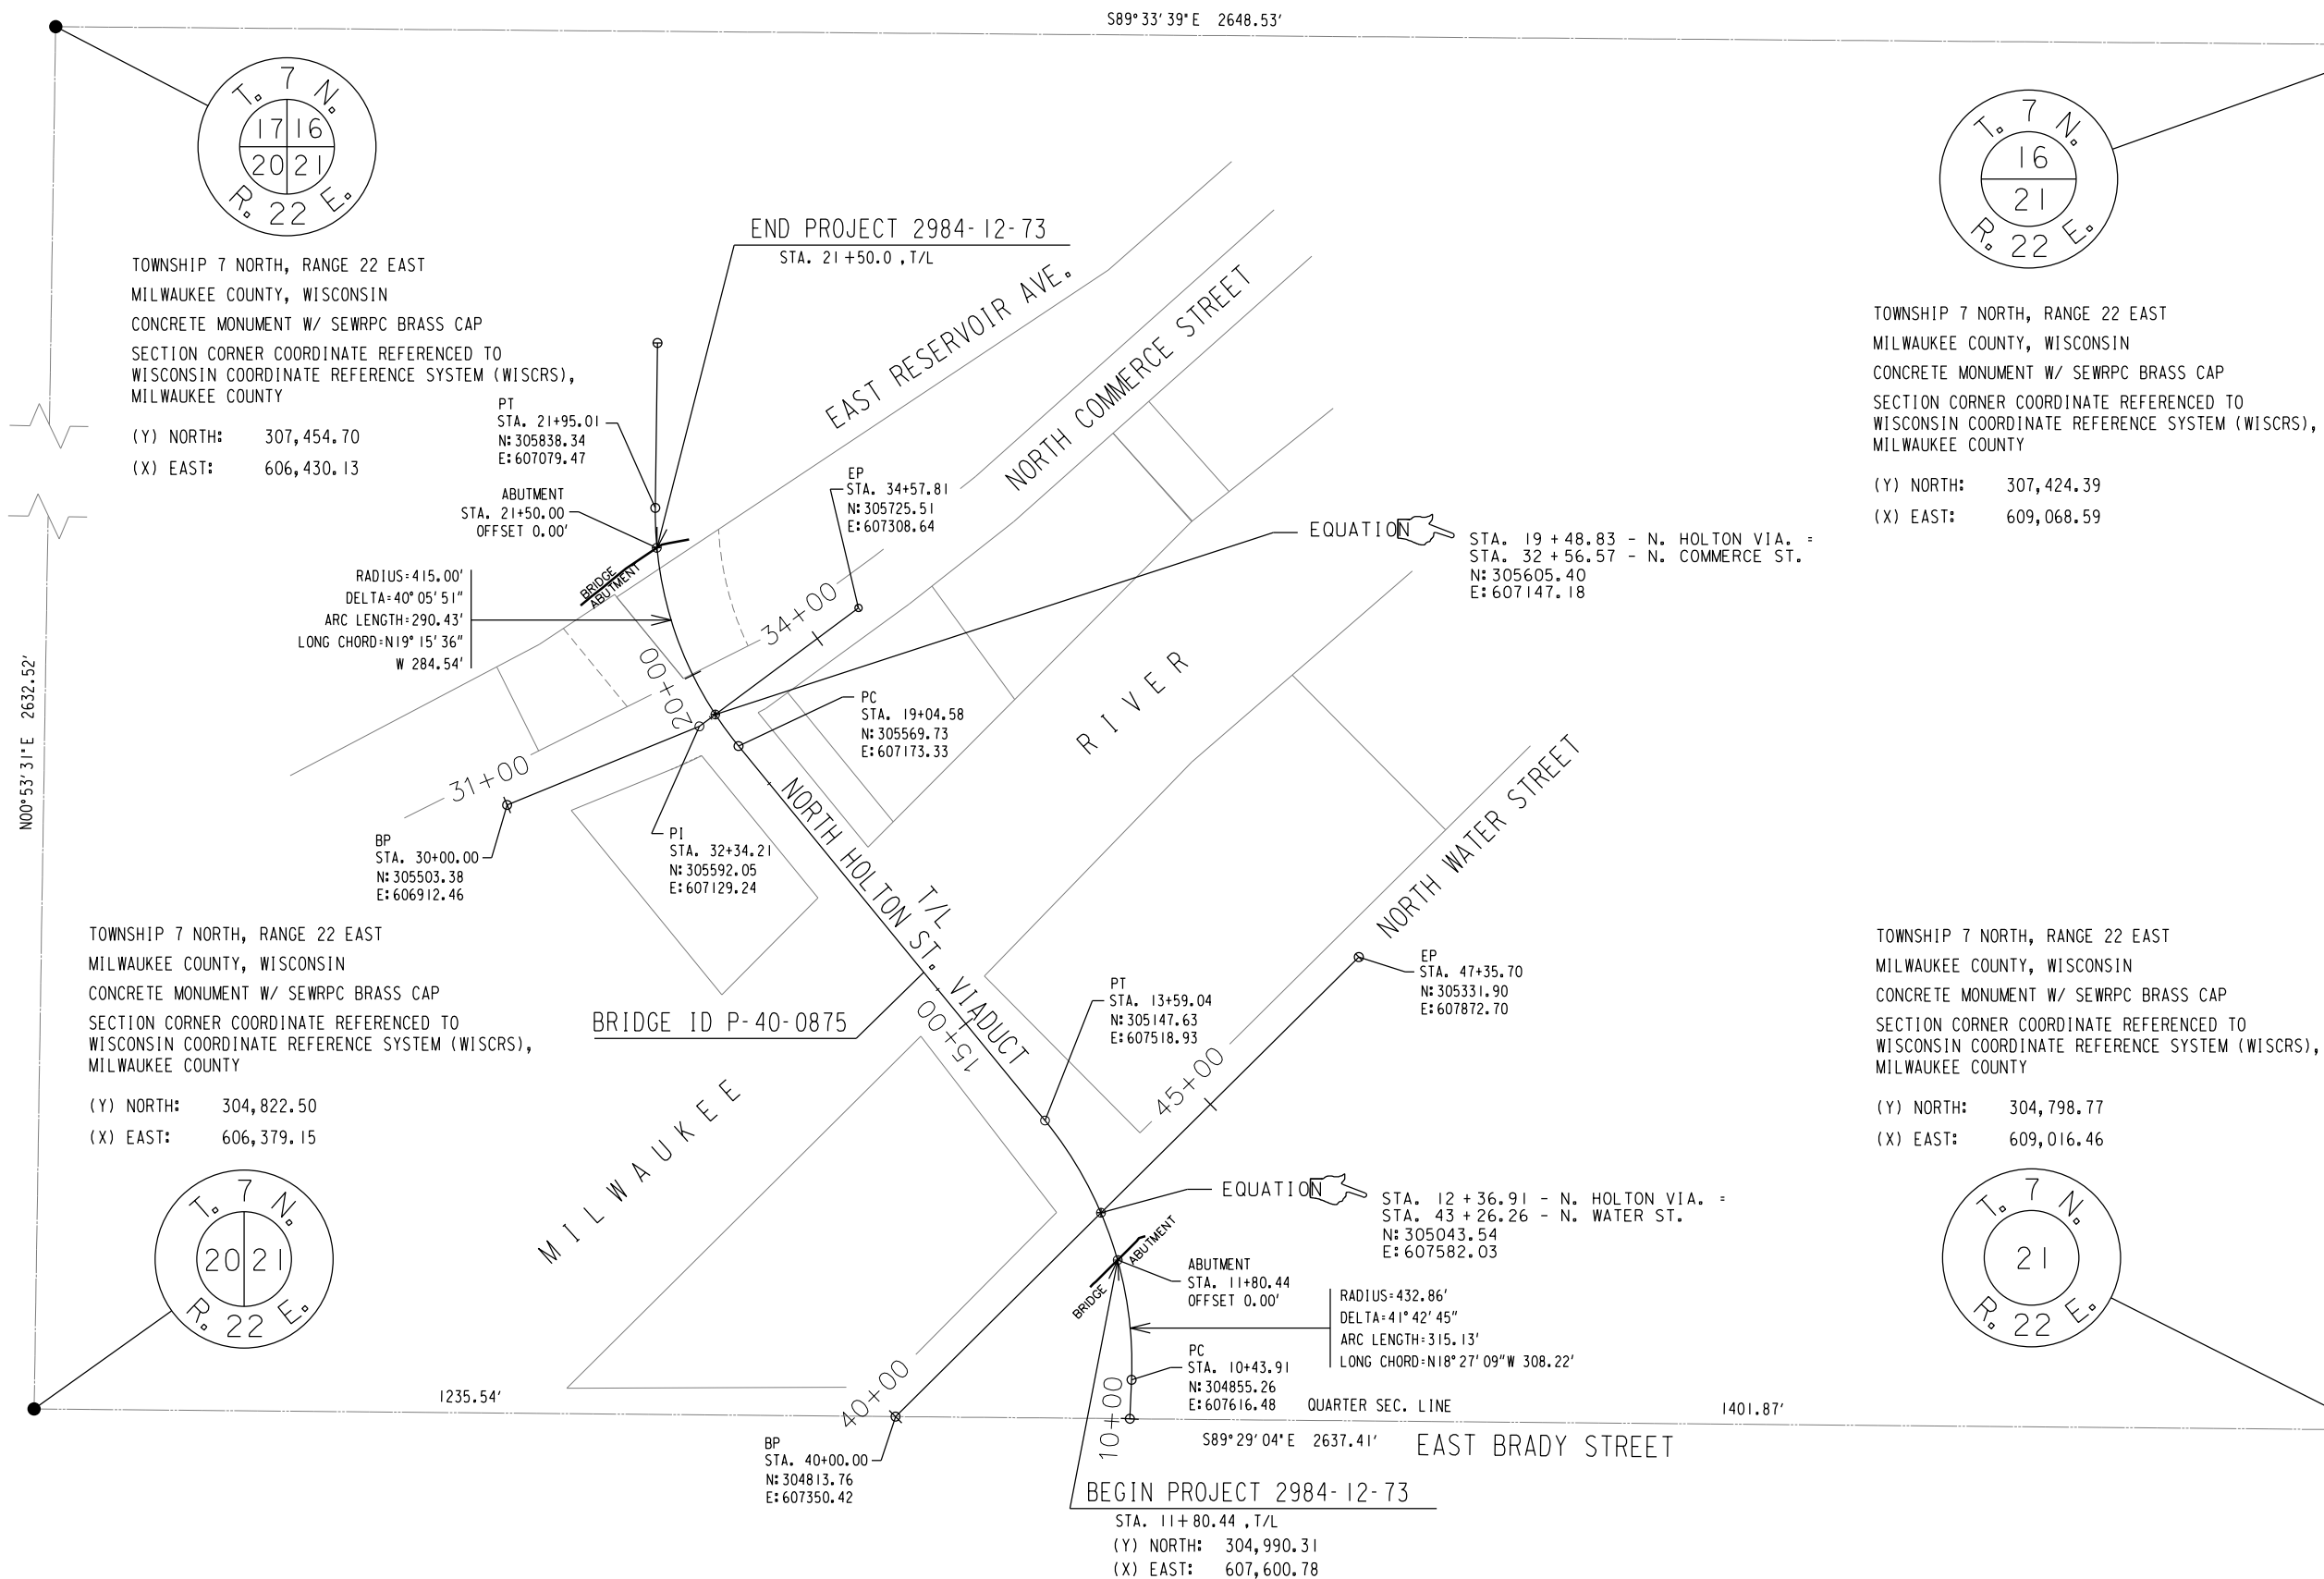 S89°33'39"E 2648.53'
T. 7 N.
17 16
20 21
R. 22 E.
TOWNSHIP 7 NORTH, RANGE 22 EAST
MILWAUKEE COUNTY, WISCONSIN
CONCRETE MONUMENT W/ SEWRPC BRASS CAP
SECTION CORNER COORDINATE REFERENCED TO
WISCONSIN COORDINATE REFERENCE SYSTEM (WISCRS),
MILWAUKEE COUNTY
(Y) NORTH: 307,454.70
(X) EAST: 606,430.13
T. 7 N.
16
21
R. 22 E.
TOWNSHIP 7 NORTH, RANGE 22 EAST
MILWAUKEE COUNTY, WISCONSIN
CONCRETE MONUMENT W/ SEWRPC BRASS CAP
SECTION CORNER COORDINATE REFERENCED TO
WISCONSIN COORDINATE REFERENCE SYSTEM (WISCRS),
MILWAUKEE COUNTY
(Y) NORTH: 307,424.39
(X) EAST: 609,068.59
END PROJECT 2984-12-73
STA. 21+50.0 ,T/L
EAST RESERVOIR AVE.
NORTH COMMERCE STREET
PT
STA. 21+95.01
N:305838.34
E:607079.47
ABUTMENT
STA. 21+50.00
OFFSET 0.00'
BRIDGE
ABUTMENT
EP
STA. 34+57.81
N:305725.51
E:607308.64
EQUATION
STA. 19 +48.83 - N. HOLTON VIA. =
STA. 32 +56.57 - N. COMMERCE ST.
N:305605.40
E:607147.18
RADIUS=415.00'
DELTA=40°05'51"
ARC LENGTH=290.43'
LONG CHORD=N19°15'36"
W 284.54'
34+00
20+00
31+00
N00°53'31"E 2632.52'
PC
STA. 19+04.58
N:305569.73
E:607173.33
PI
STA. 32+34.21
N:305592.05
E:607129.24
BP
STA. 30+00.00
N:305503.38
E:606912.46
RIVER
NORTH HOLTON ST. VIADUCT
T/L
NORTH WATER STREET
TOWNSHIP 7 NORTH, RANGE 22 EAST
MILWAUKEE COUNTY, WISCONSIN
CONCRETE MONUMENT W/ SEWRPC BRASS CAP
SECTION CORNER COORDINATE REFERENCED TO
WISCONSIN COORDINATE REFERENCE SYSTEM (WISCRS),
MILWAUKEE COUNTY
(Y) NORTH: 304,822.50
(X) EAST: 606,379.15
T. 7 N.
20 21
R. 22 E.
BRIDGE ID P-40-0875
15+00
PT
STA. 13+59.04
N:305147.63
E:607518.93
EP
STA. 47+35.70
N:305331.90
E:607872.70
45+00
TOWNSHIP 7 NORTH, RANGE 22 EAST
MILWAUKEE COUNTY, WISCONSIN
CONCRETE MONUMENT W/ SEWRPC BRASS CAP
SECTION CORNER COORDINATE REFERENCED TO
WISCONSIN COORDINATE REFERENCE SYSTEM (WISCRS),
MILWAUKEE COUNTY
(Y) NORTH: 304,798.77
(X) EAST: 609,016.46
T. 7 N.
21
R. 22 E.
MILWAUKEE
EQUATION
STA. 12 +36.91 - N. HOLTON VIA. =
STA. 43 +26.26 - N. WATER ST.
N:305043.54
E:607582.03
BRIDGE
ABUTMENT
ABUTMENT
STA. 11+80.44
OFFSET 0.00'
RADIUS=432.86'
DELTA=41°42'45"
ARC LENGTH=315.13'
LONG CHORD=N18°27'09"W 308.22'
PC
STA. 10+43.91
N:304855.26
E:607616.48
QUARTER SEC. LINE
1235.54'
1401.87'
40+00
10+00
S89°29'04"E 2637.41'
EAST BRADY STREET
BP
STA. 40+00.00
N:304813.76
E:607350.42
BEGIN PROJECT 2984-12-73
STA. 11+80.44 ,T/L
(Y) NORTH: 304,990.31
(X) EAST: 607,600.78